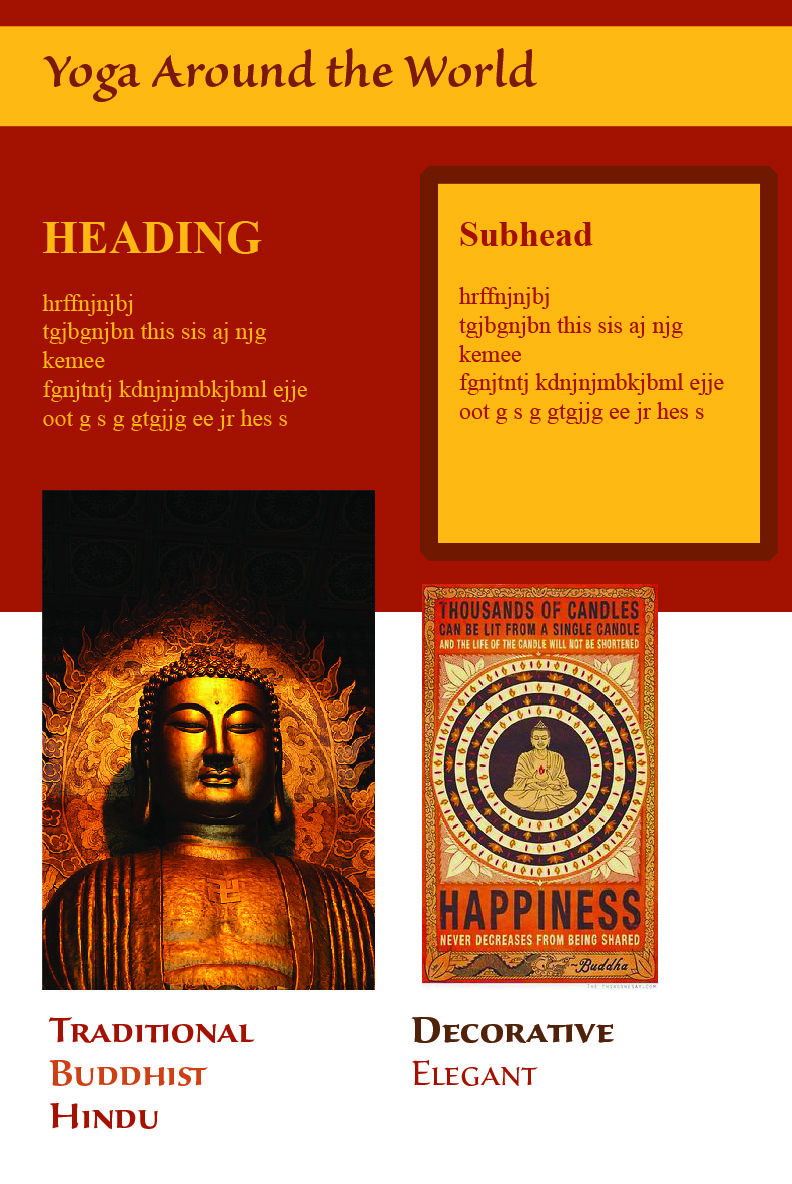 Yoga Around the World
HEADING
hrffnjnjbj
tgjbgnjbn this sis aj njg
kemee
fgnjtntj kdnjnjmbkjbml ejje
oot g s g gtgjjg ee jr hes s
Subhead
hrffnjnjbj
tgjbgnjbn this sis aj njg
kemee
fgnjtntj kdnjnjmbkjbml ejje
oot g s g gtgjjg ee jr hes s
THOUSANDS OF CANDLES
CAN BE LIT FROM A SINGLE CANDLE
AND THE LIFE OF THE CANDLE WILL NOT BE SHORTENED
HAPPINESS
NEVER DECREASES FROM BEING SHARED
~Buddha
TRADITIONAL
BUDDHIST
HINDU
DECORATIVE
ELEGANT